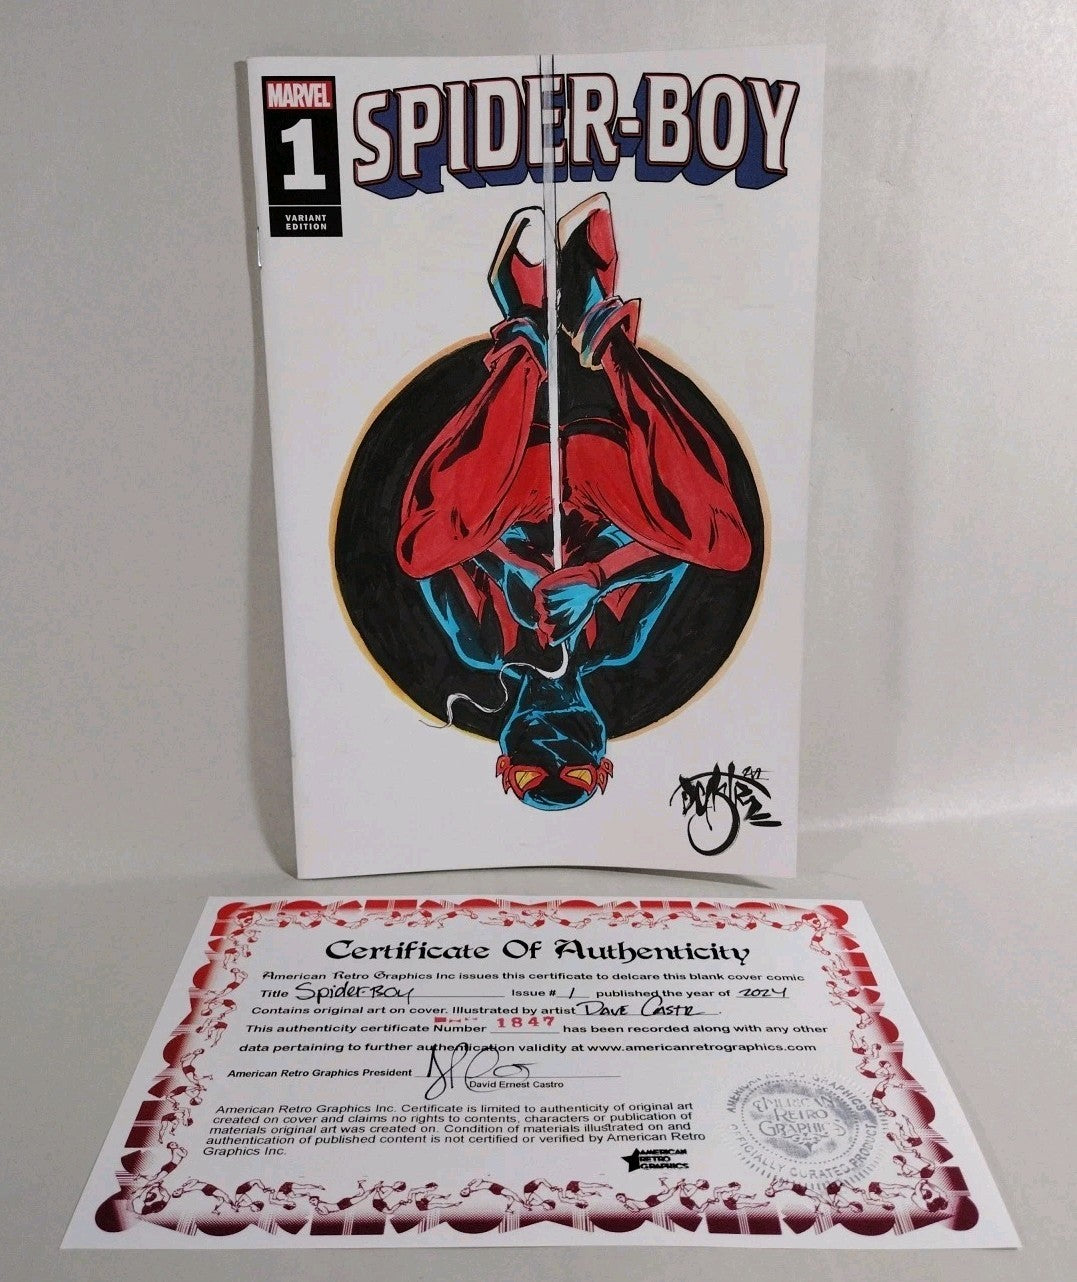 MARVEL
1
VARIANT
EDITION
SPIDER-BOY
Certificate Of Authenticity
American Retro Graphics Inc issues this certificate to delcare this blank cover comic
Title Spider-Boy Issue # 1 published the year of 2024
Contains original art on cover. Illustrated by artist Dave Castr.
This authenticity certificate Number 1847 has been recorded along with any other
data pertaining to further authentication validity at www.americanretrographics.com
American Retro Graphics President
David Ernest Castro
American Retro Graphics Inc. Certificate is limited to authenticity of original art
created on cover and claims no rights to contents, characters or publication of
materials original art was created on. Condition of materials illustrated on and
authentication of published content is not certified or verified by American Retro
Graphics Inc.
AMERICAN
RETRO
GRAPHICS
AMERICAN
RETRO
GRAPHICS
OFFICIALLY CURATED PRODUCT